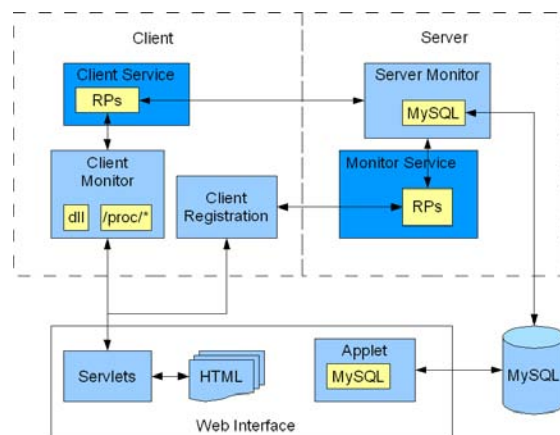 Client
Server
Client Service
RPs
Server Monitor
MySQL
Client
Monitor
dll
/proc/*
Client
Registration
Monitor Service
RPs
Servlets
HTML
Applet
MySQL
MySQL
Web Interface